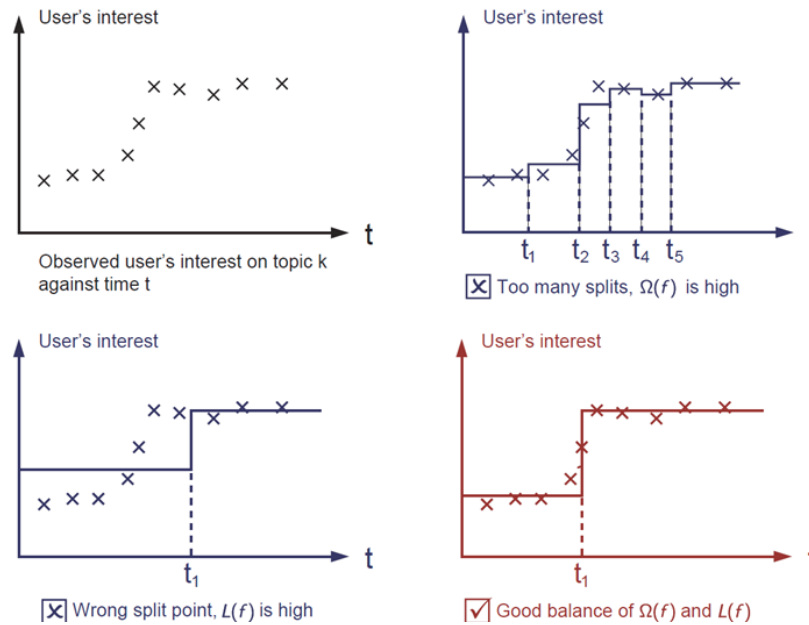 User's interest
t
Observed user's interest on topic k
against time t
User's interest
t₁ t₂ t₃ t₄ t₅
Too many splits, Ω(f) is high
User's interest
t
t₁
Wrong split point, L(f) is high
User's interest
t₁
Good balance of Ω(f) and L(f)